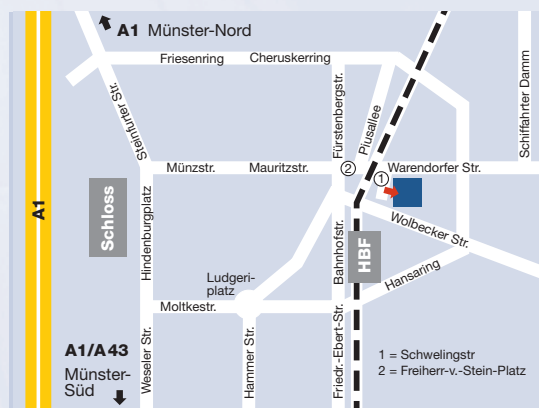 A1 Münster-Nord
Friesenring
Cheruskerring
Steinfurter Str.
Fürstenbergstr.
Piusallee
Schiffahrter Damm
Münzstr.
Mauritzstr.
2
Warendorfer Str.
1
A1
Schloss
Hindenburgplatz
Wolbecker Str.
Bahnhofstr.
HBF
Hansaring
Ludgeri-
platz
Moltkestr.
A1/A43
Münster-
Süd
Weseler Str.
Hammer Str.
Friedr.-Ebert-Str.
1 = Schwelingstr
2 = Freiherr-v.-Stein-Platz